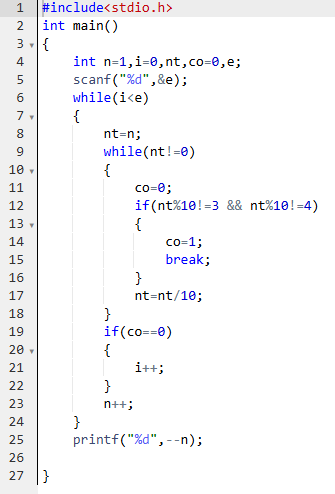 1 #include<stdio.h>
2 int main()
3 {
4 int n=1,i=0,nt,co=0,e;
5 scanf("%d",&e);
6 while(i<e)
7 {
8 nt=n;
9 while(nt!=0)
10 {
11 co=0;
12 if(nt%10!=3 && nt%10!=4)
13 {
14 co=1;
15 break;
16 }
17 nt=nt/10;
18 }
19 if(co==0)
20 {
21 i++;
22 }
23 n++;
24 }
25 printf("%d",--n);
26
27 }